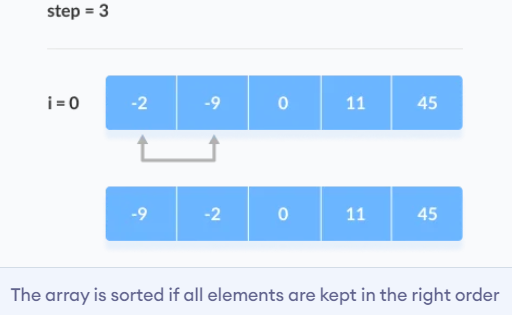 step = 3
i = 0 -2 -9 0 11 45
-9 -2 0 11 45
The array is sorted if all elements are kept in the right order